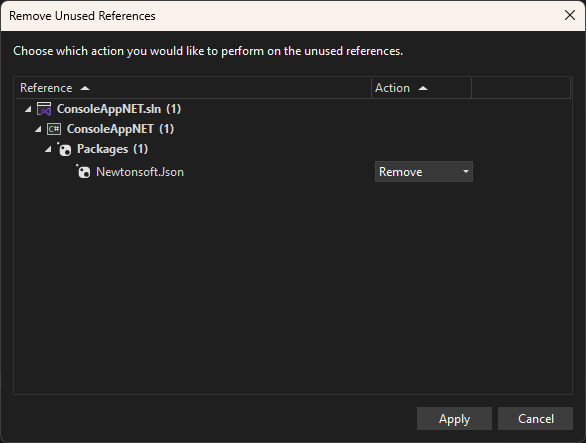 Remove Unused References
Choose which action you would like to perform on the unused references.
Reference Action
ConsoleAppNET.sln (1)
C# ConsoleAppNET (1)
Packages (1)
Newtonsoft.Json Remove
Apply Cancel